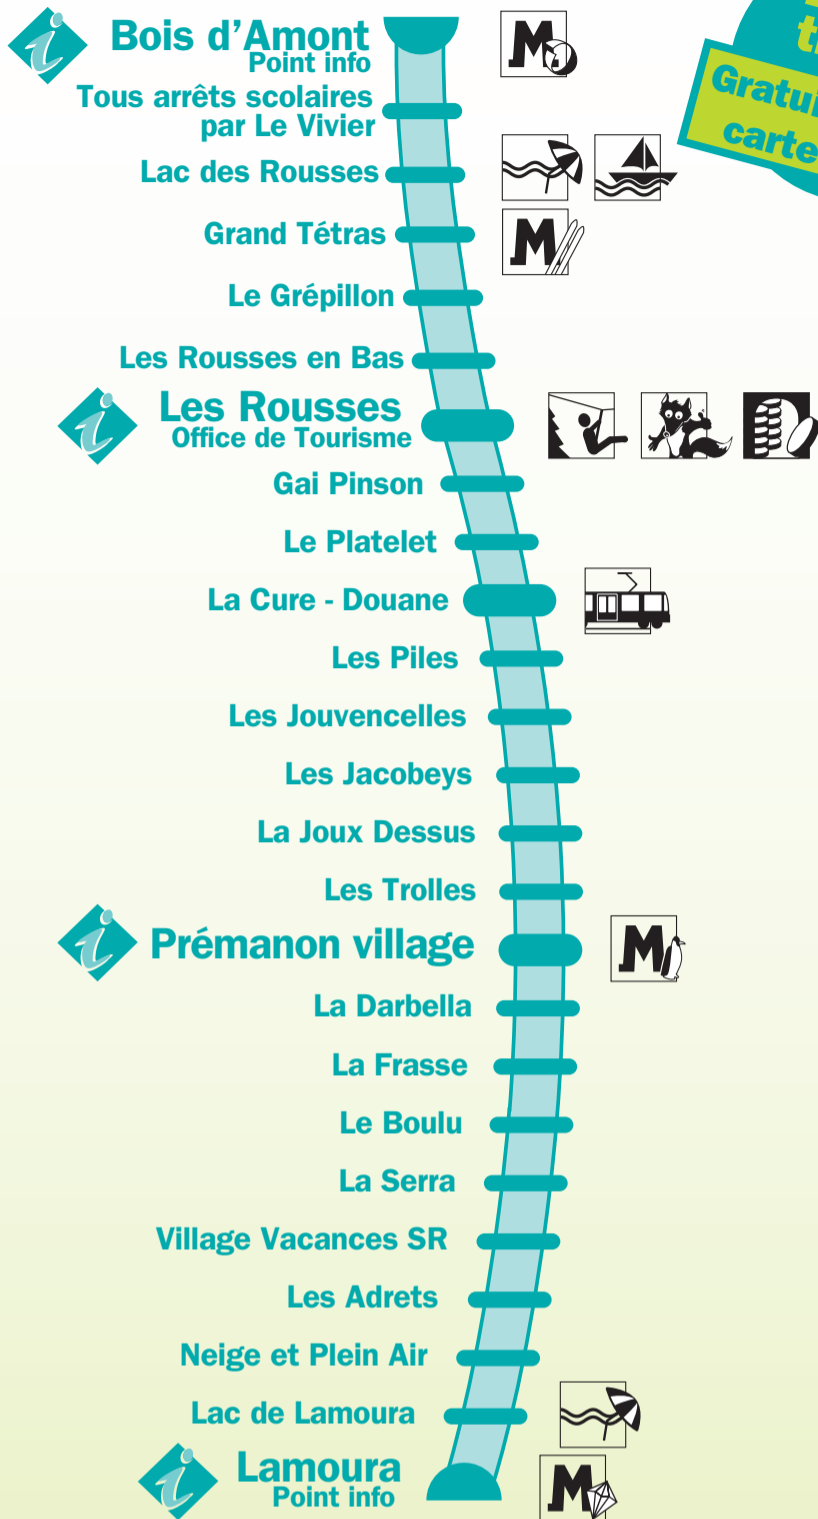 i Bois d'Amont M
Point info
Tous arrêts scolaires
par Le Vivier
Gratui
carte
Lac des Rousses
Grand Tétras M
Le Grépillon
Les Rousses en Bas
i Les Rousses
Office de Tourisme
Gai Pinson
Le Platelet
La Cure - Douane
Les Piles
Les Jouvencelles
Les Jacobeys
La Joux Dessus
Les Trolles
i Prémanon village M
La Darbella
La Frasse
Le Boulu
La Serra
Village Vacances SR
Les Adrets
Neige et Plein Air
Lac de Lamoura
i Lamoura M
Point info